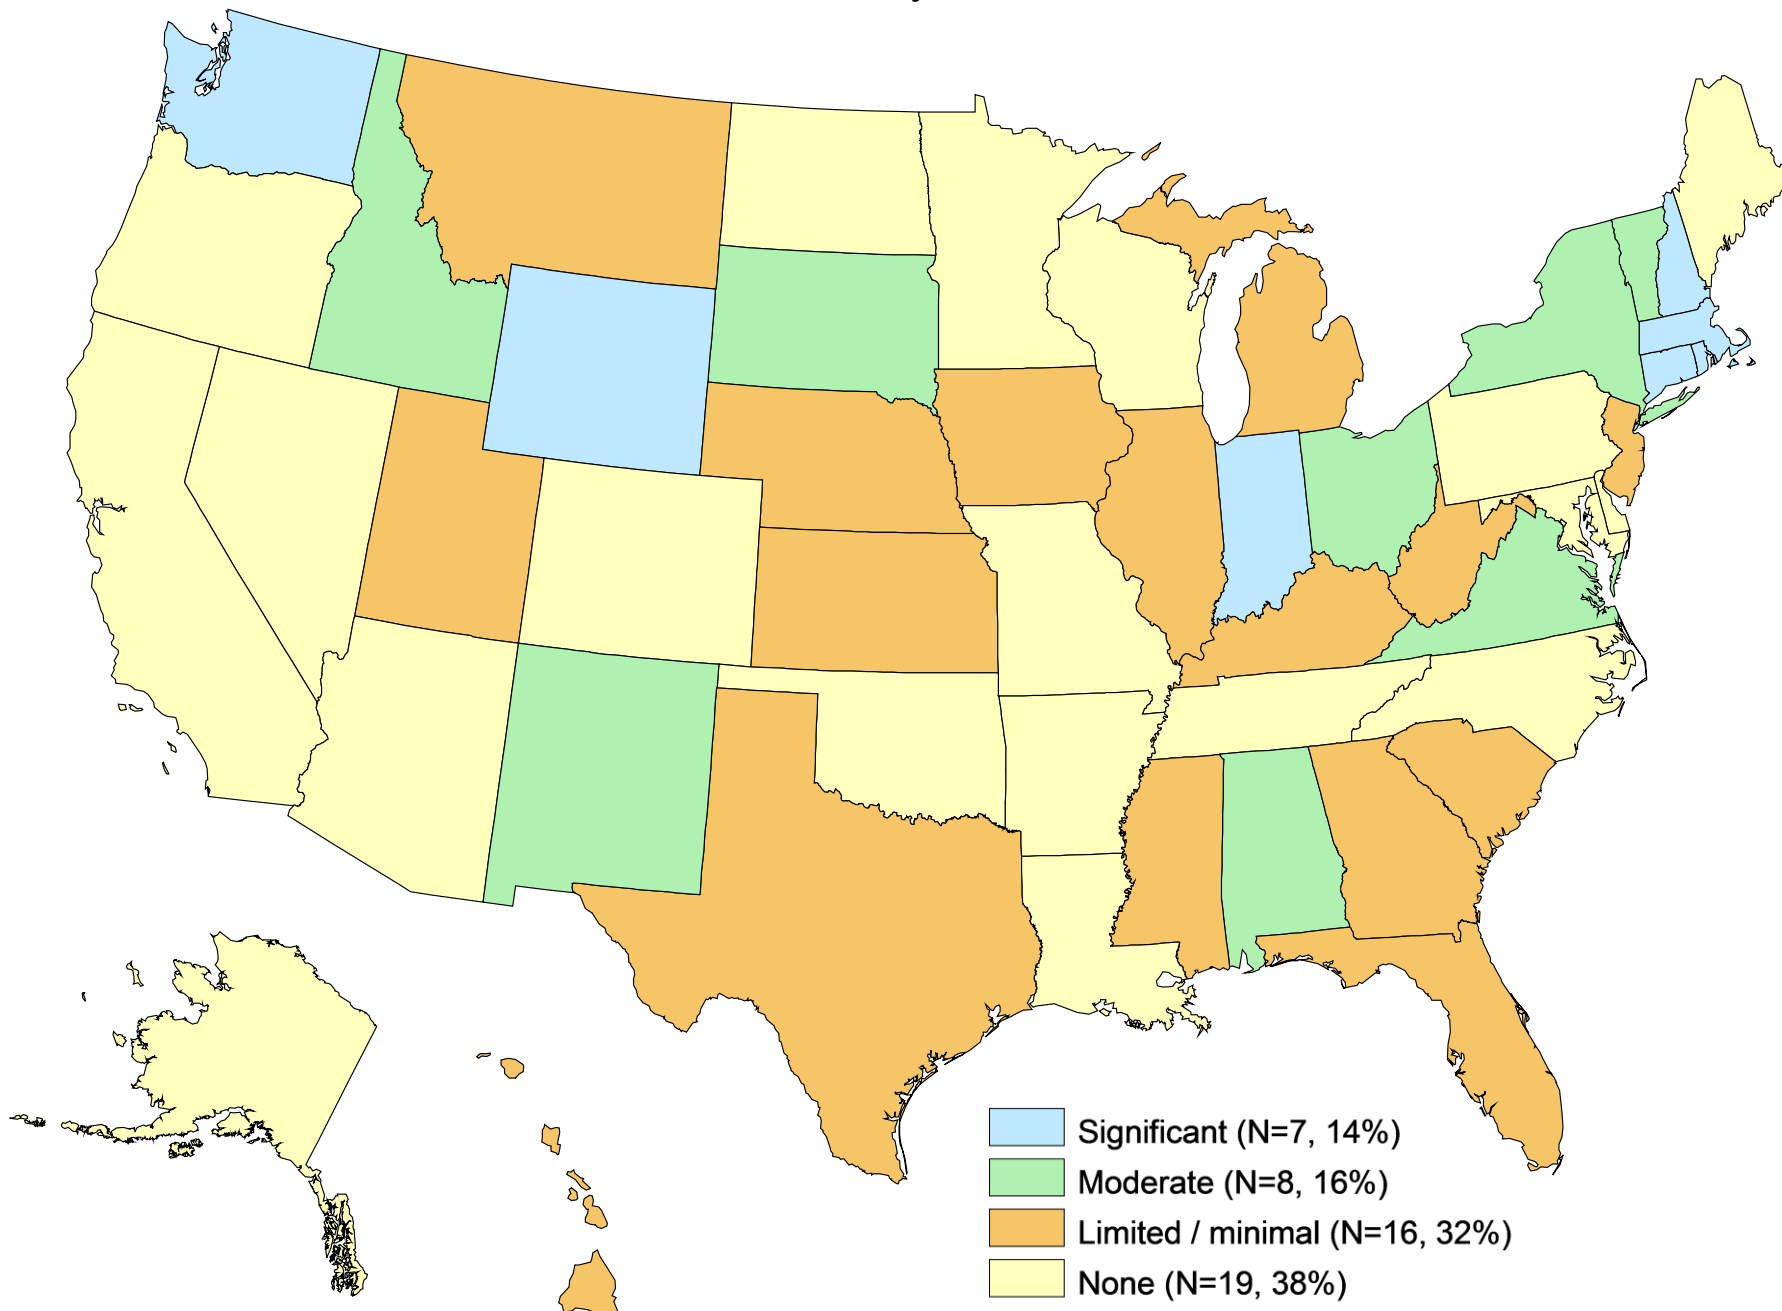 Significant (N=7, 14%)
Moderate (N=8, 16%)
Limited / minimal (N=16, 32%)
None (N=19, 38%)